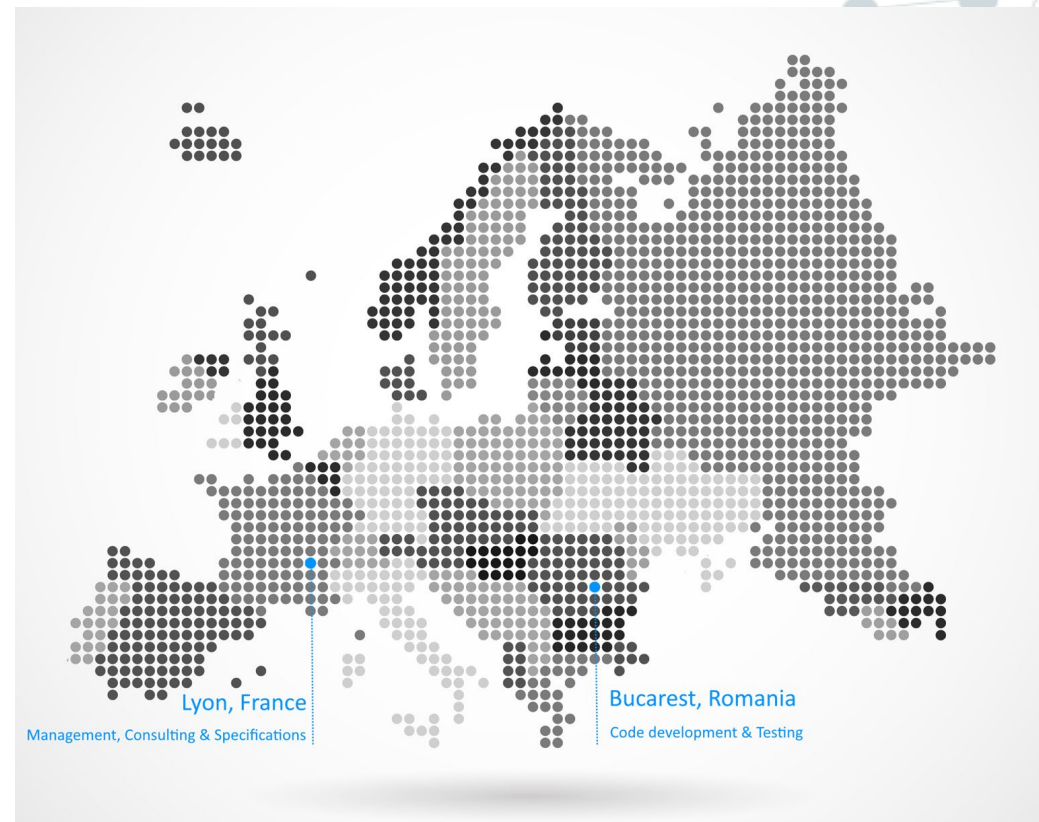 Lyon, France
Management, Consulting & Specifications
Bucarest, Romania
Code development & Testing